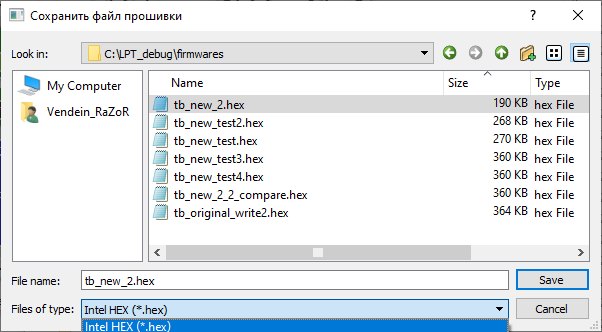 Сохранить файл прошивки
Look in: C:\LPT_debug\firmwares
My Computer
Vendein_RaZoR
Name Size Type
tb_new_2.hex 190 KB hex File
tb_new_test2.hex 268 KB hex File
tb_new_test.hex 270 KB hex File
tb_new_test3.hex 360 KB hex File
tb_new_test4.hex 360 KB hex File
tb_new_2_2_compare.hex 360 KB hex File
tb_original_write2.hex 364 KB hex File
File name: tb_new_2.hex Save
Files of type: Intel HEX (*.hex) Cancel
Intel HEX (*.hex)